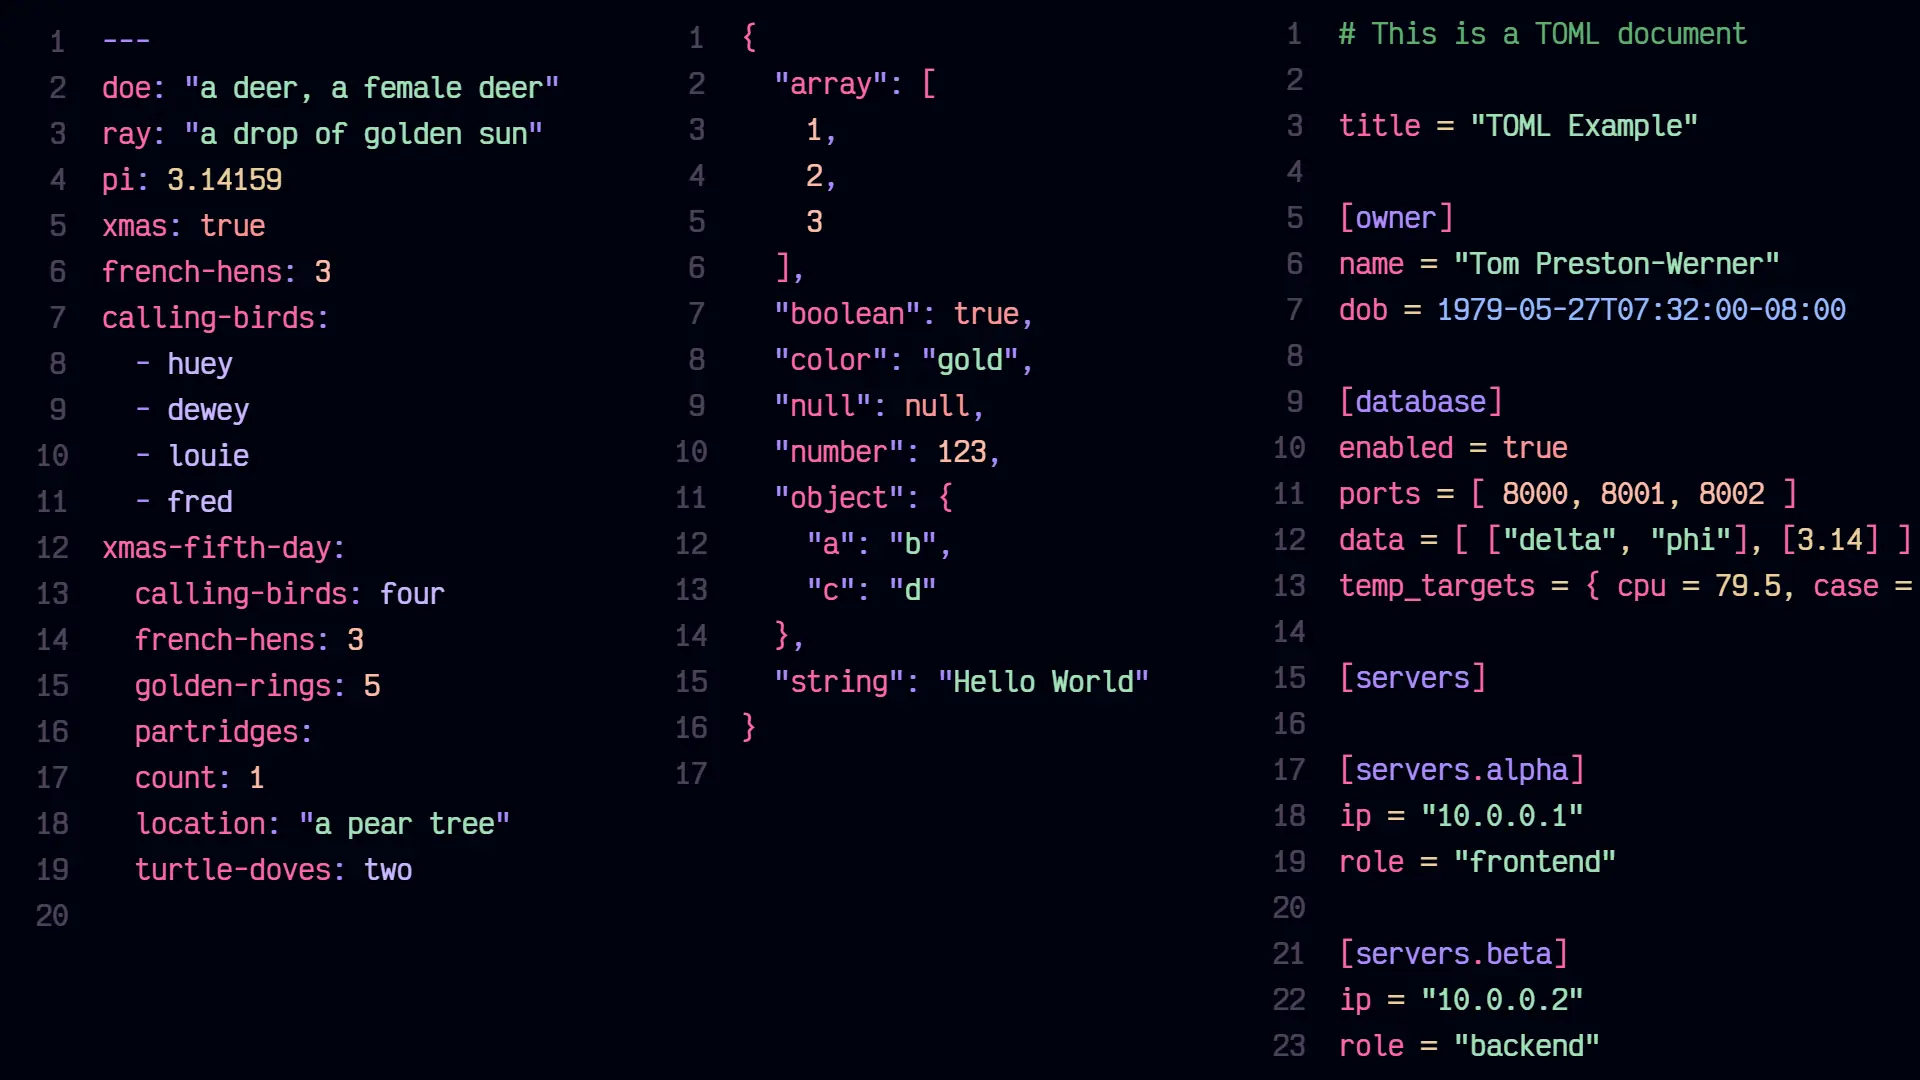 1 ---
2 doe: "a deer, a female deer"
3 ray: "a drop of golden sun"
4 pi: 3.14159
5 xmas: true
6 french-hens: 3
7 calling-birds:
8   - huey
9   - dewey
10   - louie
11   - fred
12 xmas-fifth-day:
13   calling-birds: four
14   french-hens: 3
15   golden-rings: 5
16   partridges:
17   count: 1
18   location: "a pear tree"
19   turtle-doves: two
20
1 {
2   "array": [
3     1,
4     2,
5     3
6   ],
7   "boolean": true,
8   "color": "gold",
9   "null": null,
10   "number": 123,
11   "object": {
12     "a": "b",
13     "c": "d"
14   },
15   "string": "Hello World"
16 }
17
1 # This is a TOML document
2
3 title = "TOML Example"
4
5 [owner]
6 name = "Tom Preston-Werner"
7 dob = 1979-05-27T07:32:00-08:00
8
9 [database]
10 enabled = true
11 ports = [ 8000, 8001, 8002 ]
12 data = [ ["delta", "phi"], [3.14] ]
13 temp_targets = { cpu = 79.5, case =
14
15 [servers]
16
17 [servers.alpha]
18 ip = "10.0.0.1"
19 role = "frontend"
20
21 [servers.beta]
22 ip = "10.0.0.2"
23 role = "backend"